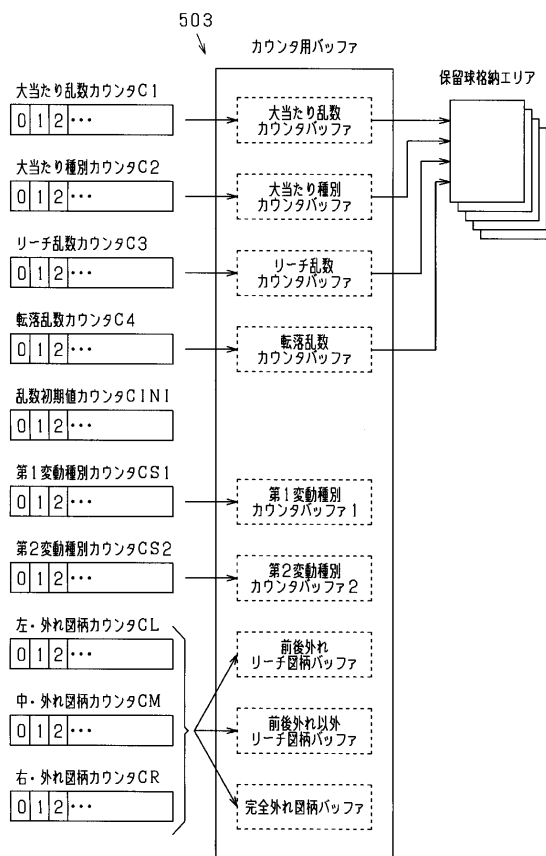 503
カウンタ用バッファ
保留球格納エリア
大当たり乱数カウンタC1
0 1 2 ･･･
大当たり乱数
カウンタバッファ
大当たり種別カウンタC2
0 1 2 ･･･
大当たり種別
カウンタバッファ
リーチ乱数カウンタC3
0 1 2 ･･･
リーチ乱数
カウンタバッファ
転落乱数カウンタC4
0 1 2 ･･･
転落乱数
カウンタバッファ
乱数初期値カウンタCINI
0 1 2 ･･･
第1変動種別カウンタCS1
0 1 2 ･･･
第1変動種別
カウンタバッファ1
第2変動種別カウンタCS2
0 1 2 ･･･
第2変動種別
カウンタバッファ2
左・外れ図柄カウンタCL
0 1 2 ･･･
前後外れ
リーチ図柄バッファ
中・外れ図柄カウンタCM
0 1 2 ･･･
前後外れ以外
リーチ図柄バッファ
右・外れ図柄カウンタCR
0 1 2 ･･･
完全外れ図柄バッファ